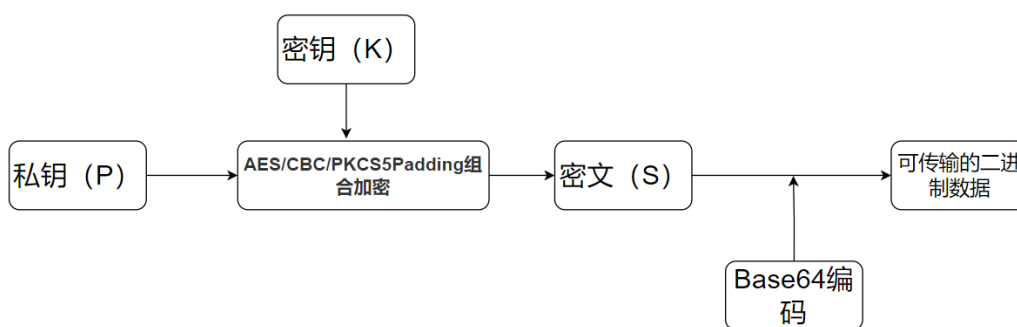 密钥（K）
私钥（P）
AES/CBC/PKCS5Padding组
合加密
密文（S）
可传输的二进
制数据
Base64编
码